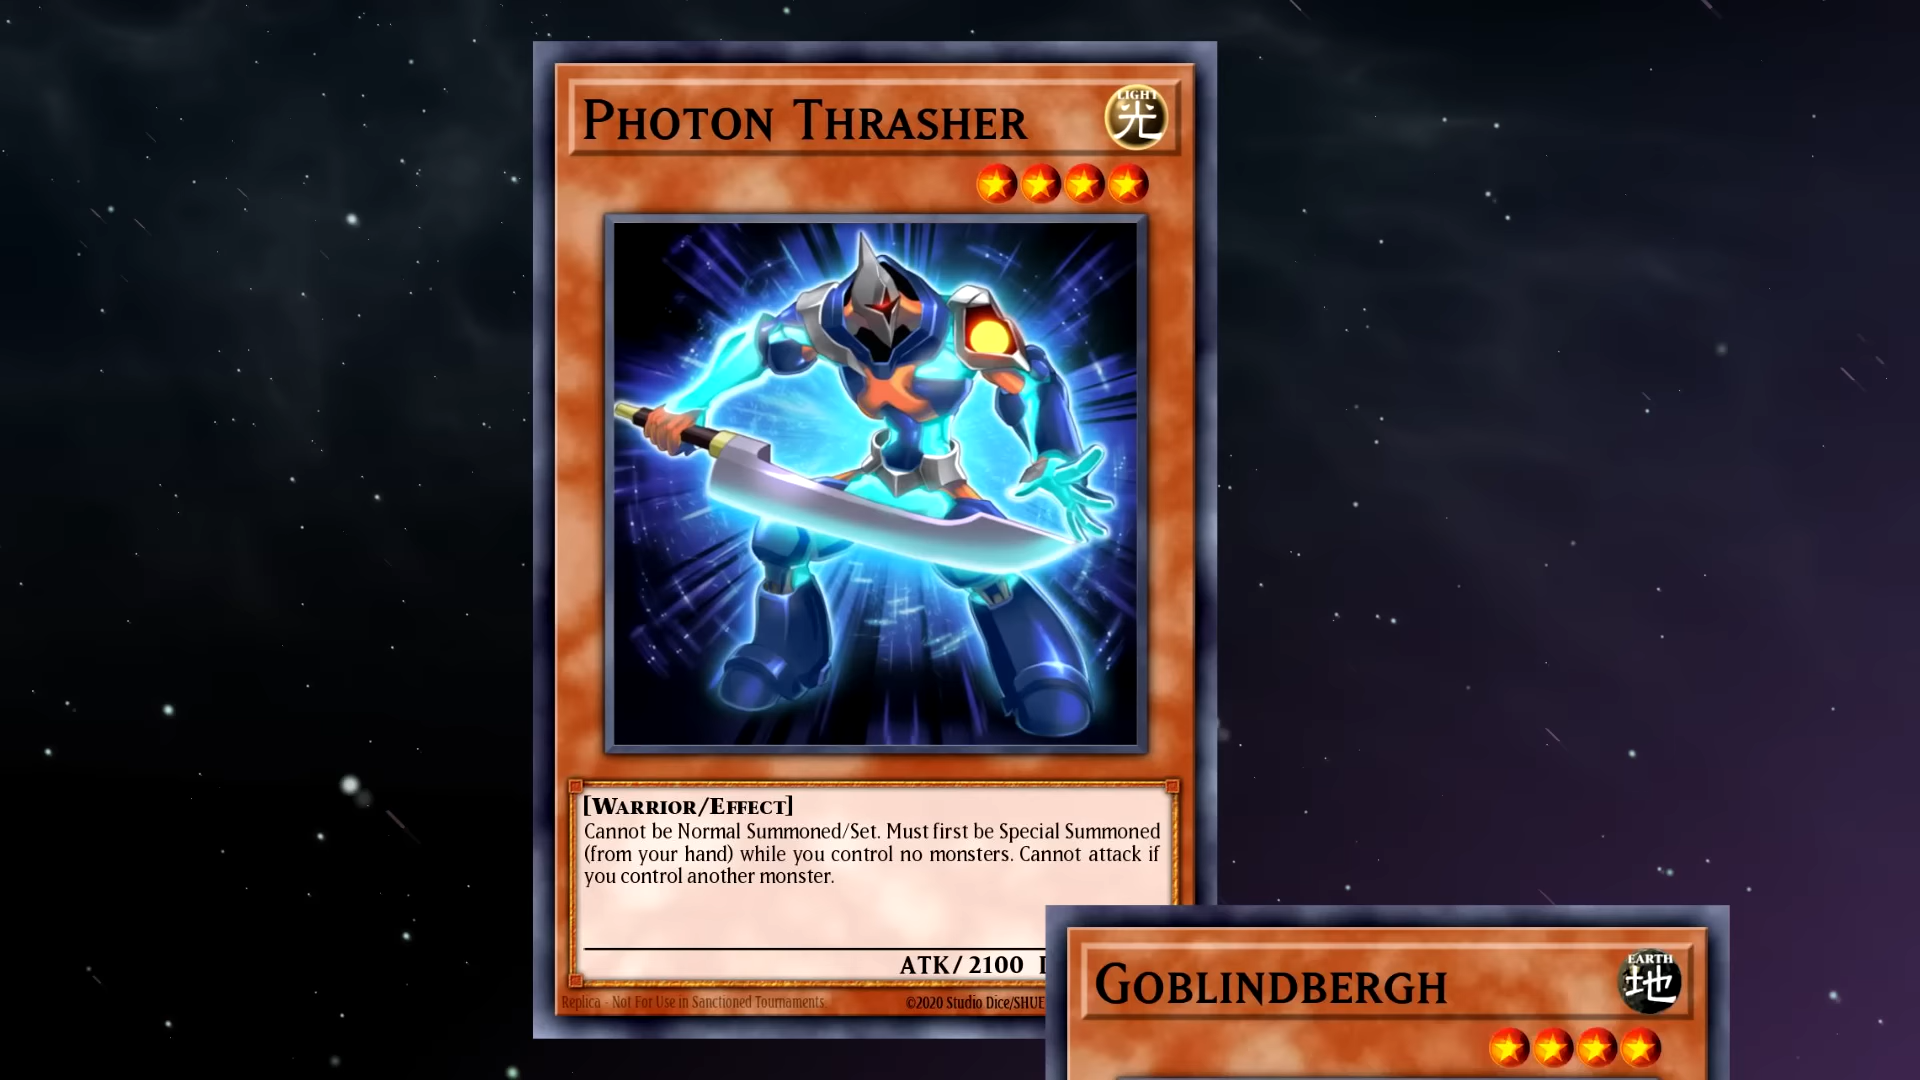 PHOTON THRASHER
LIGHT
光
[WARRIOR/EFFECT]
Cannot be Normal Summoned/Set. Must first be Special Summoned
(from your hand) while you control no monsters. Cannot attack if
you control another monster.
ATK/ 2100
Replica - Not For Use in Sanctioned Tournaments
©2020 Studio Dice/SHUE
GOBLINDBERGH
EARTH
地